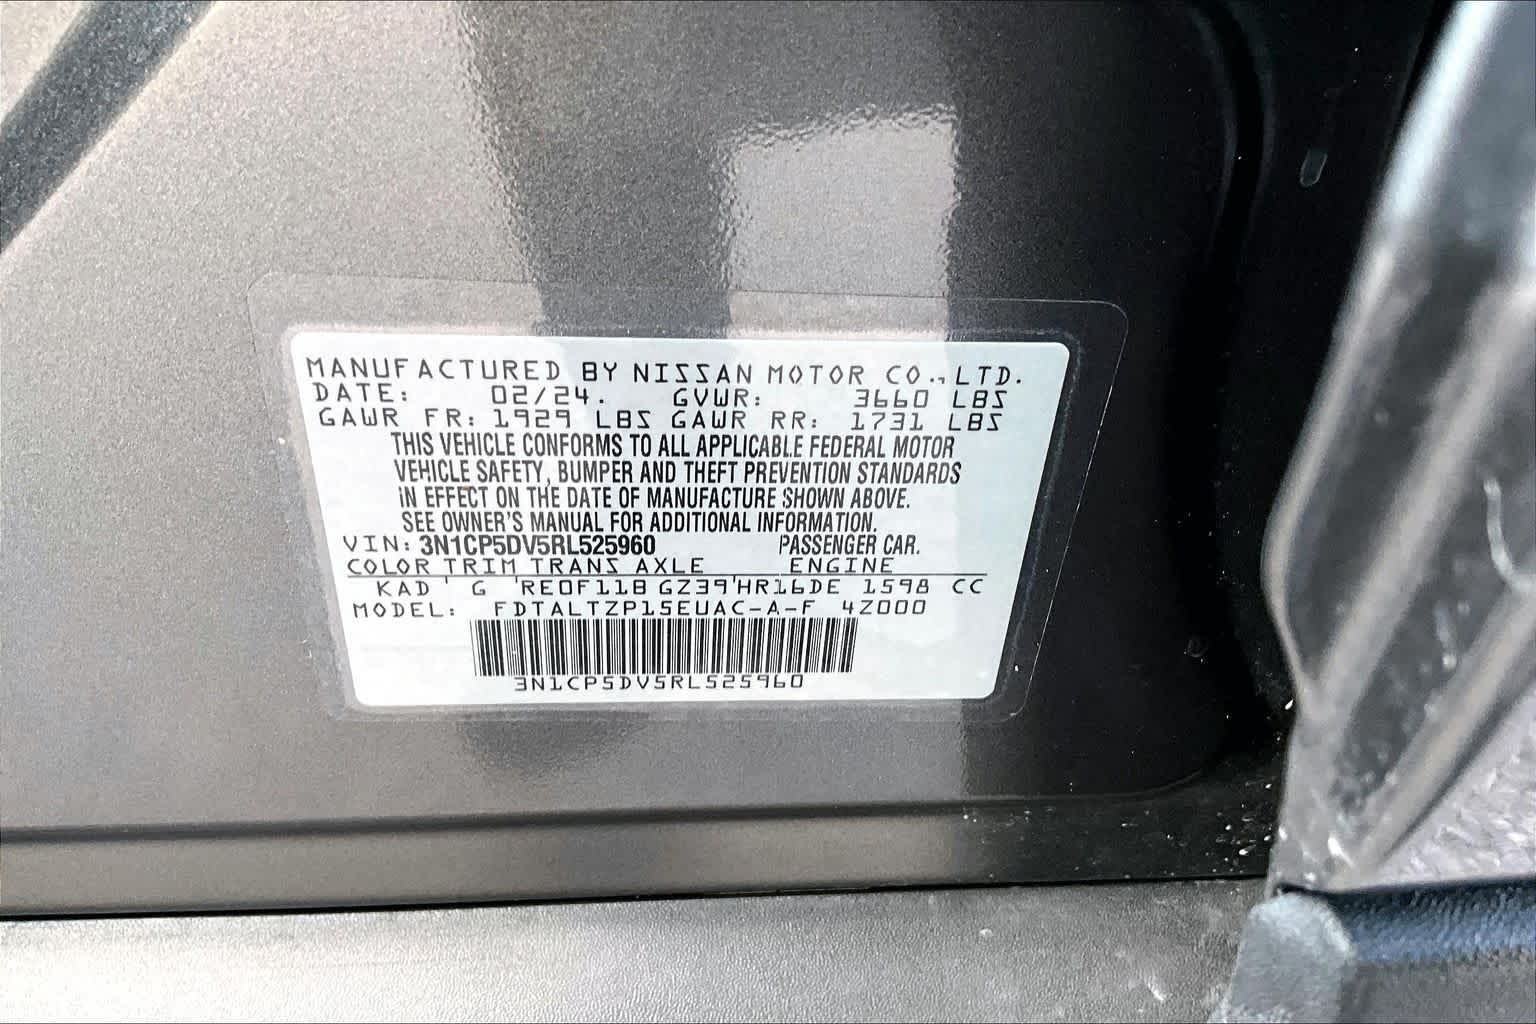 MANUFACTURED BY NISSAN MOTOR CO., LTD.
DATE: 02/24. GVWR: 3660 LBS
GAWR FR: 1929 LBS GAWR RR: 1731 LBS
THIS VEHICLE CONFORMS TO ALL APPLICABLE FEDERAL MOTOR
VEHICLE SAFETY, BUMPER AND THEFT PREVENTION STANDARDS
IN EFFECT ON THE DATE OF MANUFACTURE SHOWN ABOVE.
SEE OWNER'S MANUAL FOR ADDITIONAL INFORMATION.
VIN: 3N1CP5DV5RL525960 PASSENGER CAR.
COLOR TRIM TRANS AXLE ENGINE
KAD G RE0F11B GZ39 HR16DE 1598 CC
MODEL: FDTALTZP15EUAC-A-F 4Z000
3N1CP5DV5RL525960